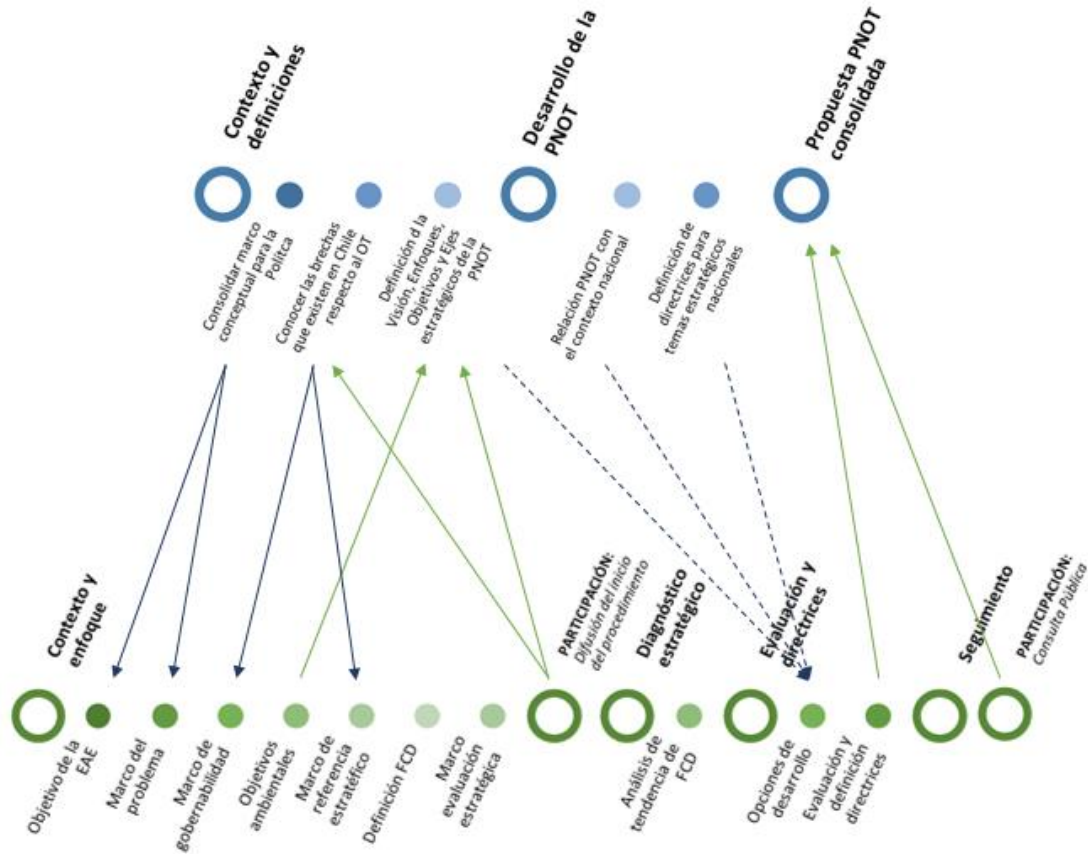 Contexto y
definiciones
Desarrollo de la
PNOT
Propuesta PNOT
consolidada
Consolidar marco
conceptual para la
Polítca
Conocer las brechas
que existen en Chile
respecto al OT
Definición d la
Visión, Enfoques,
Objetivos y Ejes
estratégicos de la
PNOT
Relación PNOT con
el contexto nacional
Definición de
directrices para
temas estratégicos
nacionales
Contexto y
enfoque
PARTICIPACIÓN:
Difusión del inicio
del procedimiento
Diagnóstico
estratégico
Evaluación y
diréctrices
Seguimiento
PARTICIPACIÓN:
Consulta Pública
Objetivo de la
EAE
Marco del
problema
Marco de
gobernabilidad
Objetivos
ambientales
Marco de
referencia
estratéfico
Definición FCD
Marco
evaluación
estratégica
Análisis de
tendencia de
FCD
Opciones de
desarrollo
Evaluación y
definición
directrices